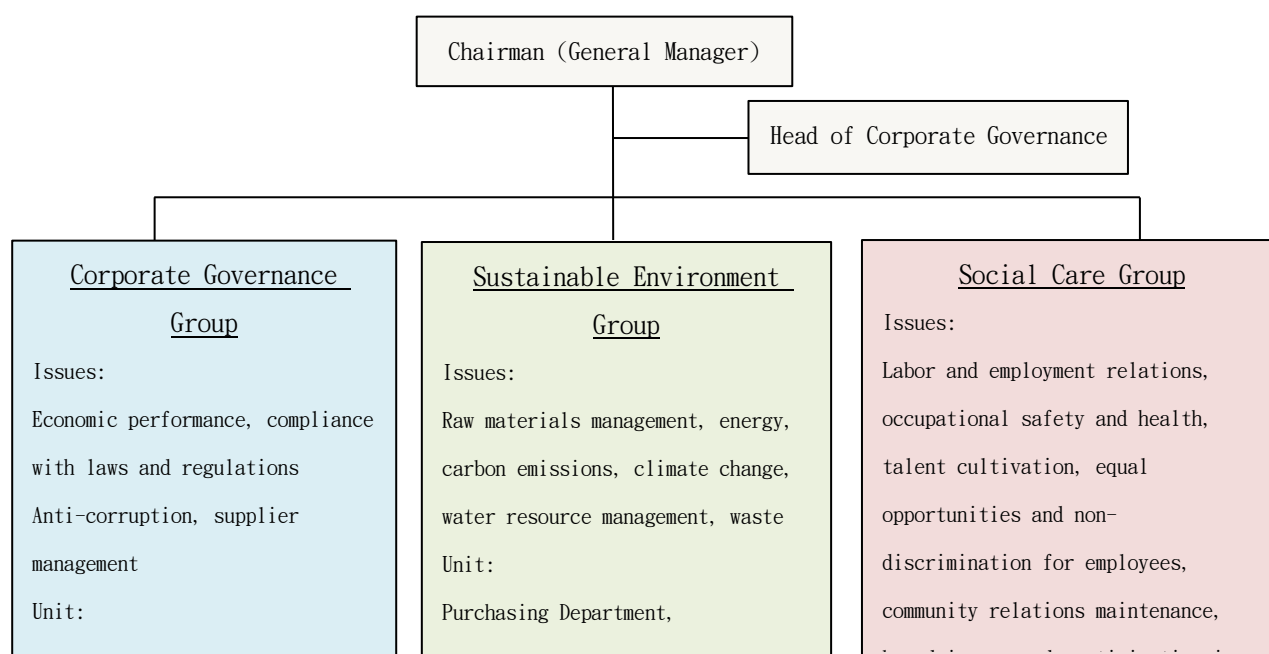 Chairman (General Manager)
Head of Corporate Governance
Corporate Governance
Group
Issues:
Economic performance, compliance
with laws and regulations
Anti-corruption, supplier
management
Unit:
Sustainable Environment
Group
Issues:
Raw materials management, energy,
carbon emissions, climate change,
water resource management, waste
Unit:
Purchasing Department,
Social Care Group
Issues:
Labor and employment relations,
occupational safety and health,
talent cultivation, equal
opportunities and non-
discrimination for employees,
community relations maintenance,